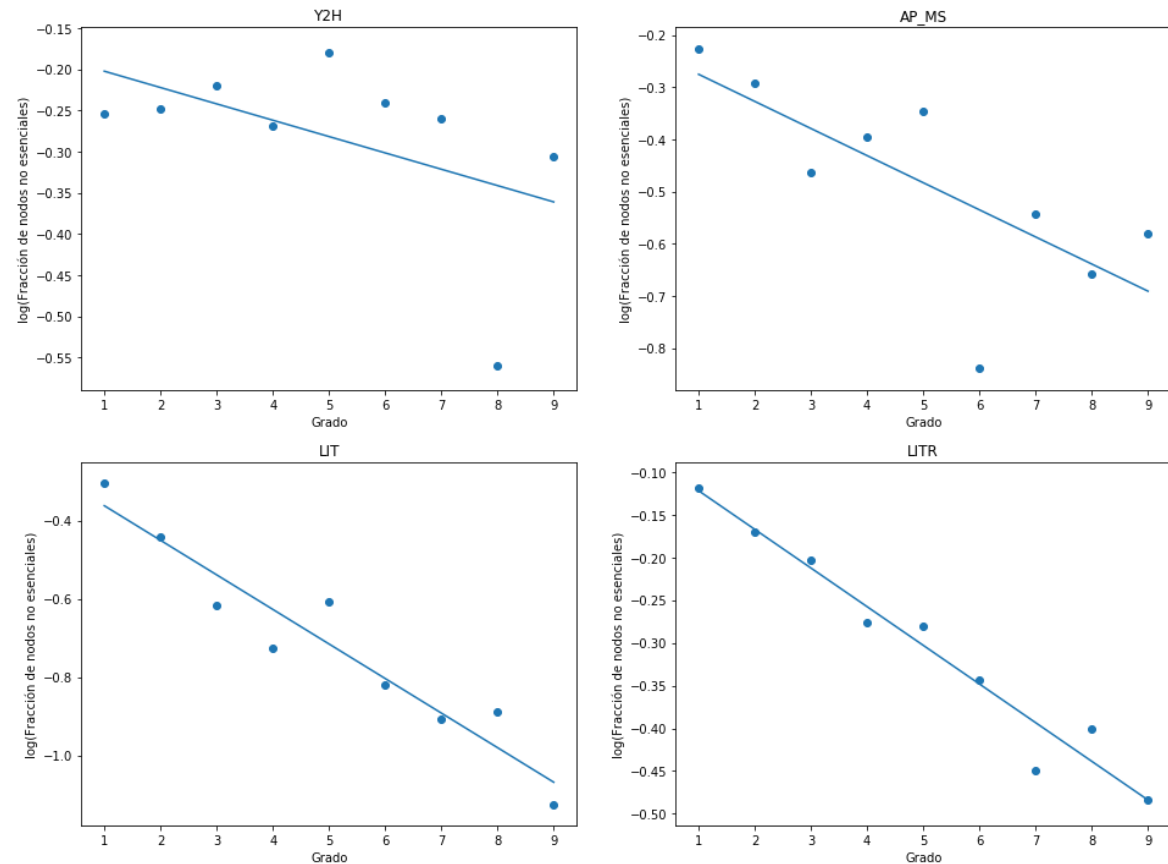 Y2H
log(Fracción de nodos no esenciales)
−0.15
−0.20
−0.25
−0.30
−0.35
−0.40
−0.45
−0.50
−0.55
1 2 3 4 5 6 7 8 9
Grado
AP_MS
log(Fracción de nodos no esenciales)
−0.2
−0.3
−0.4
−0.5
−0.6
−0.7
−0.8
1 2 3 4 5 6 7 8 9
Grado
LIT
log(Fracción de nodos no esenciales)
−0.4
−0.6
−0.8
−1.0
1 2 3 4 5 6 7 8 9
Grado
LITR
log(Fracción de nodos no esenciales)
−0.10
−0.15
−0.20
−0.25
−0.30
−0.35
−0.40
−0.45
−0.50
1 2 3 4 5 6 7 8 9
Grado